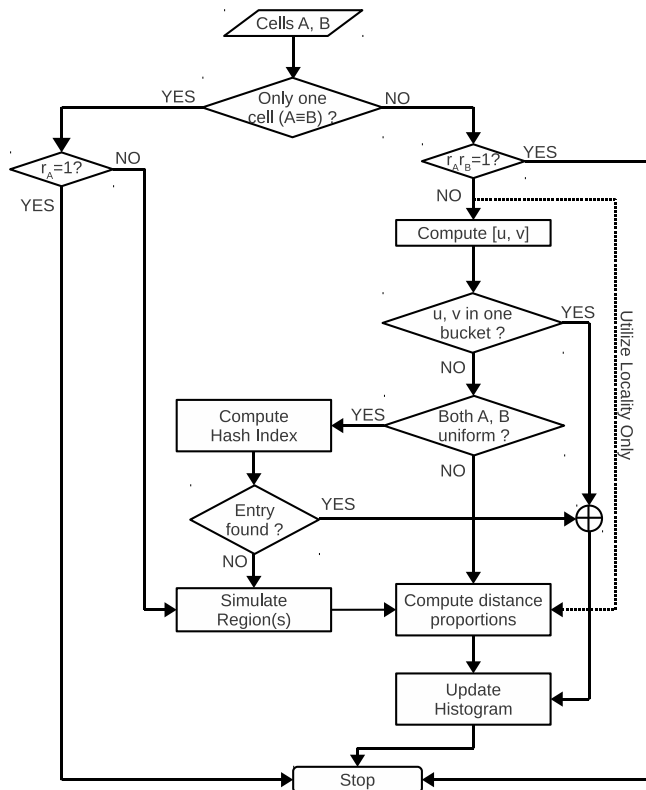 Cells A, B
YES
Only one
cell (A≡B) ?
NO
r_A=1?
NO
YES
r_A r_B=1?
YES
NO
Compute [u, v]
u, v in one
bucket ?
YES
NO
Utilize Locality Only
Compute
Hash Index
YES
Both A, B
uniform ?
NO
Entry
found ?
YES
NO
Simulate
Region(s)
Compute distance
proportions
Update
Histogram
Stop